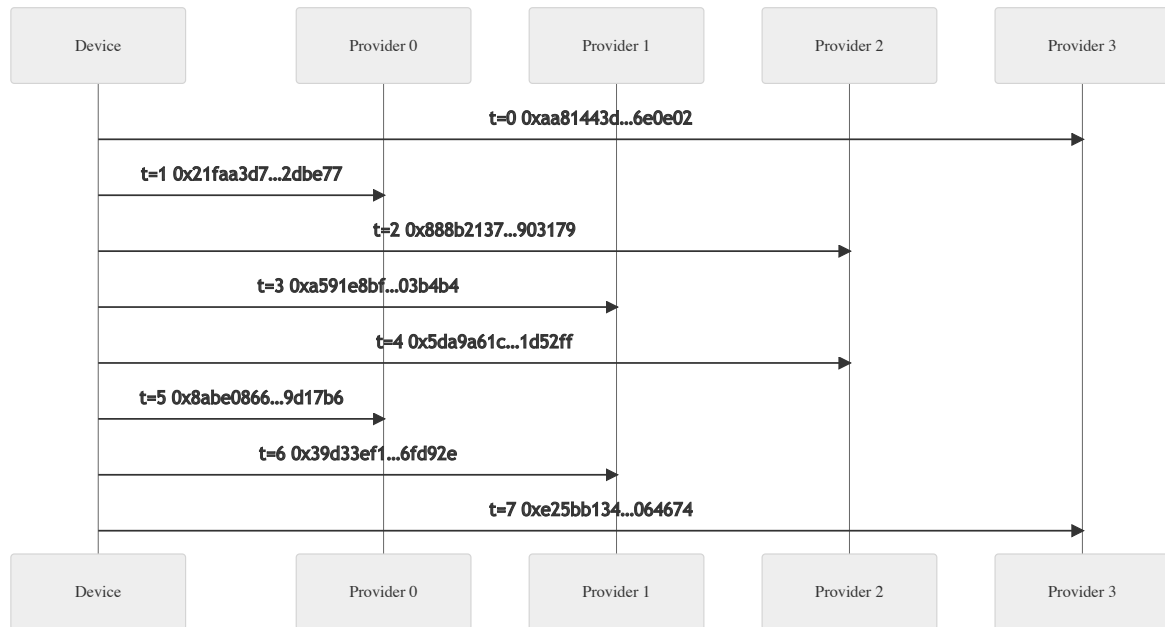 Device Provider 0 Provider 1 Provider 2 Provider 3
t=0 0xaa81443d...6e0e02
t=1 0x21faa3d7...2dbe77
t=2 0x888b2137...903179
t=3 0xa591e8bf...03b4b4
t=4 0x5da9a61c...1d52ff
t=5 0x8abe0866...9d17b6
t=6 0x39d33ef1...6fd92e
t=7 0xe25bb134...064674
Device Provider 0 Provider 1 Provider 2 Provider 3